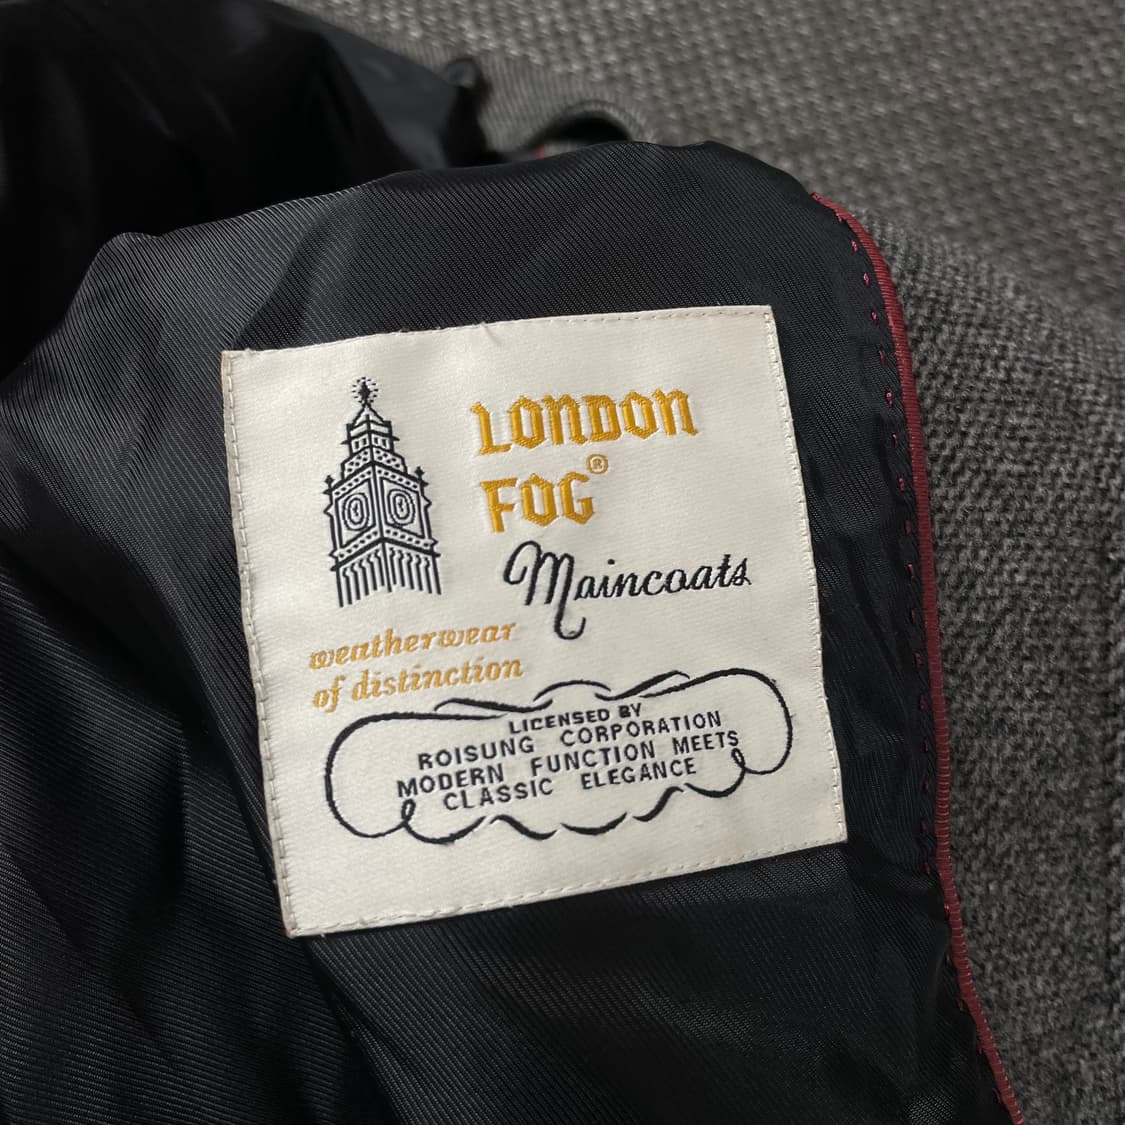 LONDON
FOG®
Maincoats
weatherwear
of distinction
LICENSED BY
ROISUNG CORPORATION
MODERN FUNCTION MEETS
CLASSIC ELEGANCE